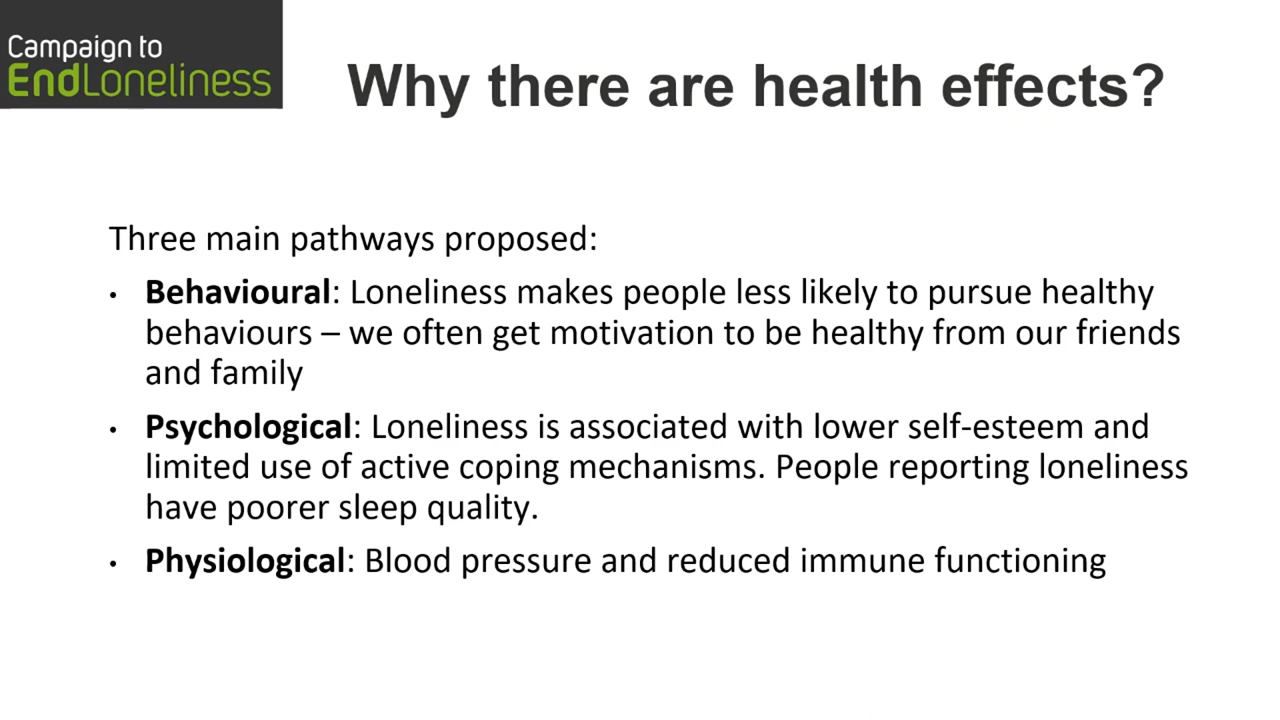 Campaign to
EndLoneliness
Why there are health effects?
Three main pathways proposed:
• Behavioural: Loneliness makes people less likely to pursue healthy
behaviours – we often get motivation to be healthy from our friends
and family
• Psychological: Loneliness is associated with lower self-esteem and
limited use of active coping mechanisms. People reporting loneliness
have poorer sleep quality.
• Physiological: Blood pressure and reduced immune functioning